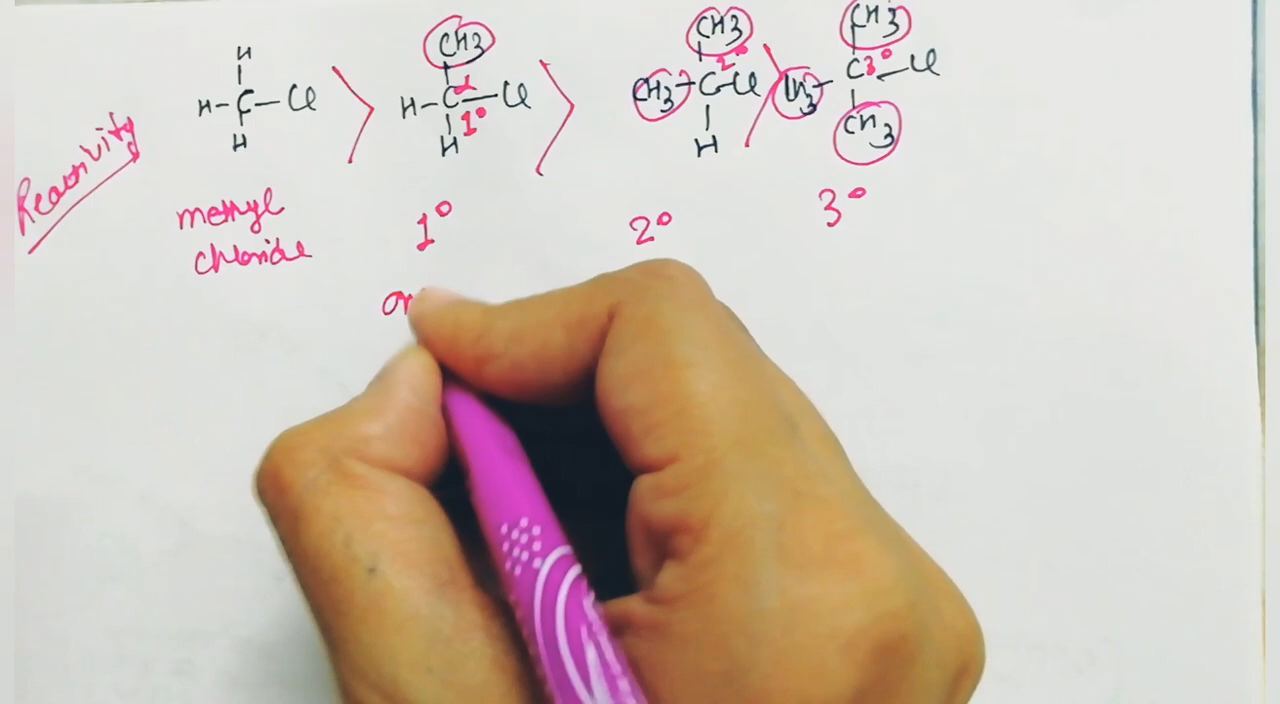 Reactivity
H
H-C-Cl
H
methyl
chloride
>
CH3
H-C-Cl
α
1°
H
1°
or
>
CH3
CH3-C-Cl
2°
H
2°
>
CH3
CH3-C-Cl
3°
CH3
3°